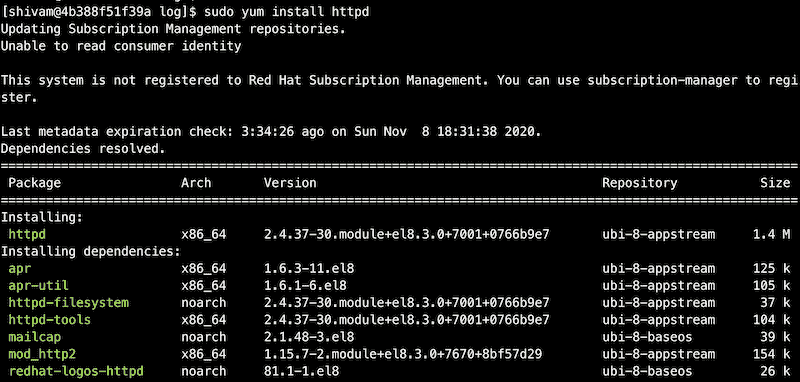 [shivam@4b388f51f39a log]$ sudo yum install httpd
Updating Subscription Management repositories.
Unable to read consumer identity
This system is not registered to Red Hat Subscription Management. You can use subscription-manager to regi
ster.
Last metadata expiration check: 3:34:26 ago on Sun Nov  8 18:31:38 2020.
Dependencies resolved.
================================================================================
Package Arch Version Repository Size
================================================================================
Installing:
httpd x86_64 2.4.37-30.module+el8.3.0+7001+0766b9e7 ubi-8-appstream 1.4 M
Installing dependencies:
apr x86_64 1.6.3-11.el8 ubi-8-appstream 125 k
apr-util x86_64 1.6.1-6.el8 ubi-8-appstream 105 k
httpd-filesystem noarch 2.4.37-30.module+el8.3.0+7001+0766b9e7 ubi-8-appstream 37 k
httpd-tools x86_64 2.4.37-30.module+el8.3.0+7001+0766b9e7 ubi-8-appstream 104 k
mailcap noarch 2.1.48-3.el8 ubi-8-baseos 39 k
mod_http2 x86_64 1.15.7-2.module+el8.3.0+7670+8bf57d29 ubi-8-appstream 154 k
redhat-logos-httpd noarch 81.1-1.el8 ubi-8-baseos 26 k